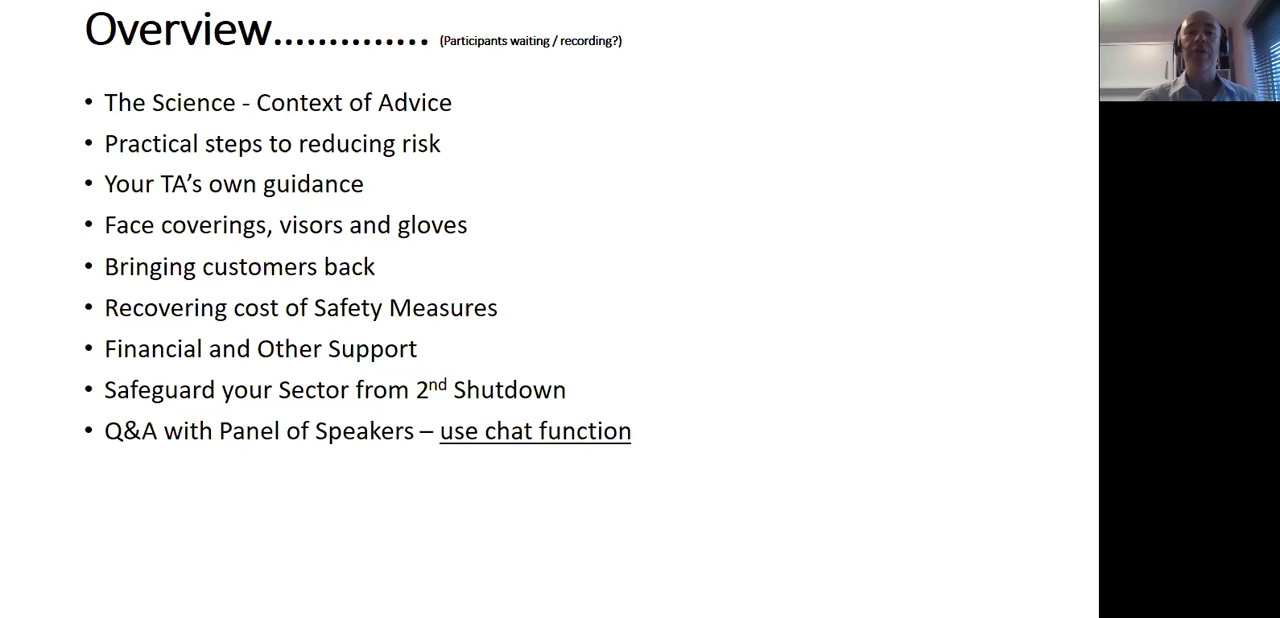 Overview.............. (Participants waiting / recording?)
• The Science - Context of Advice
• Practical steps to reducing risk
• Your TA’s own guidance
• Face coverings, visors and gloves
• Bringing customers back
• Recovering cost of Safety Measures
• Financial and Other Support
• Safeguard your Sector from 2nd Shutdown
• Q&A with Panel of Speakers – use chat function